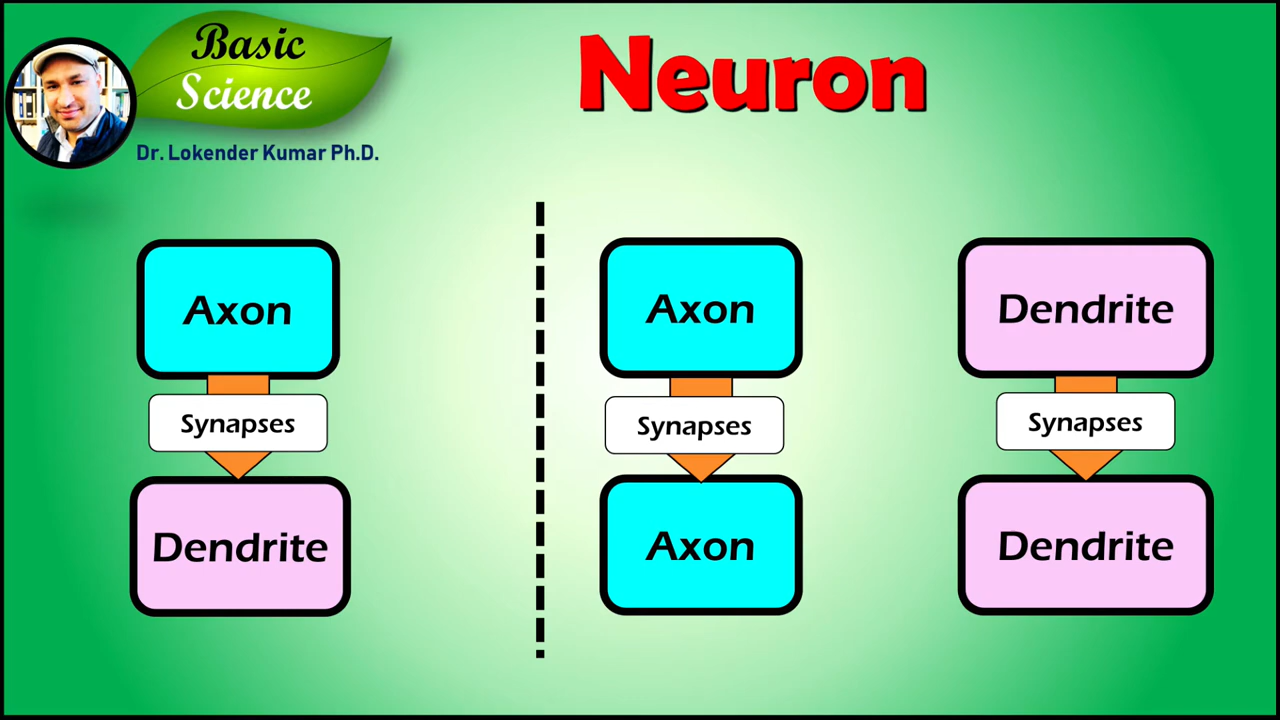 Basic
Science
Dr. Lokender Kumar Ph.D.
Neuron
Axon
Synapses
Dendrite
Axon
Synapses
Axon
Dendrite
Synapses
Dendrite